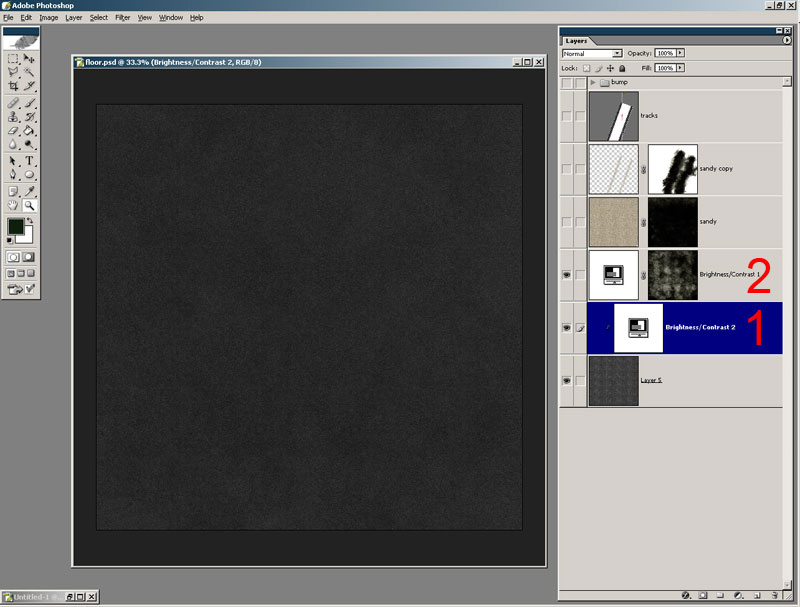 Adobe Photoshop
File Edit Image Layer Select Filter View Window Help
floor.psd @ 33.3% (Brightness/Contrast 2, RGB/8)
Layers
Normal Opacity: 100%
Lock: Fill: 100%
bump
tracks
sandy copy
sandy
Brightness/Contrast 1
2
Brightness/Contrast 2
1
Layer 5
T
Untitled-1 @...